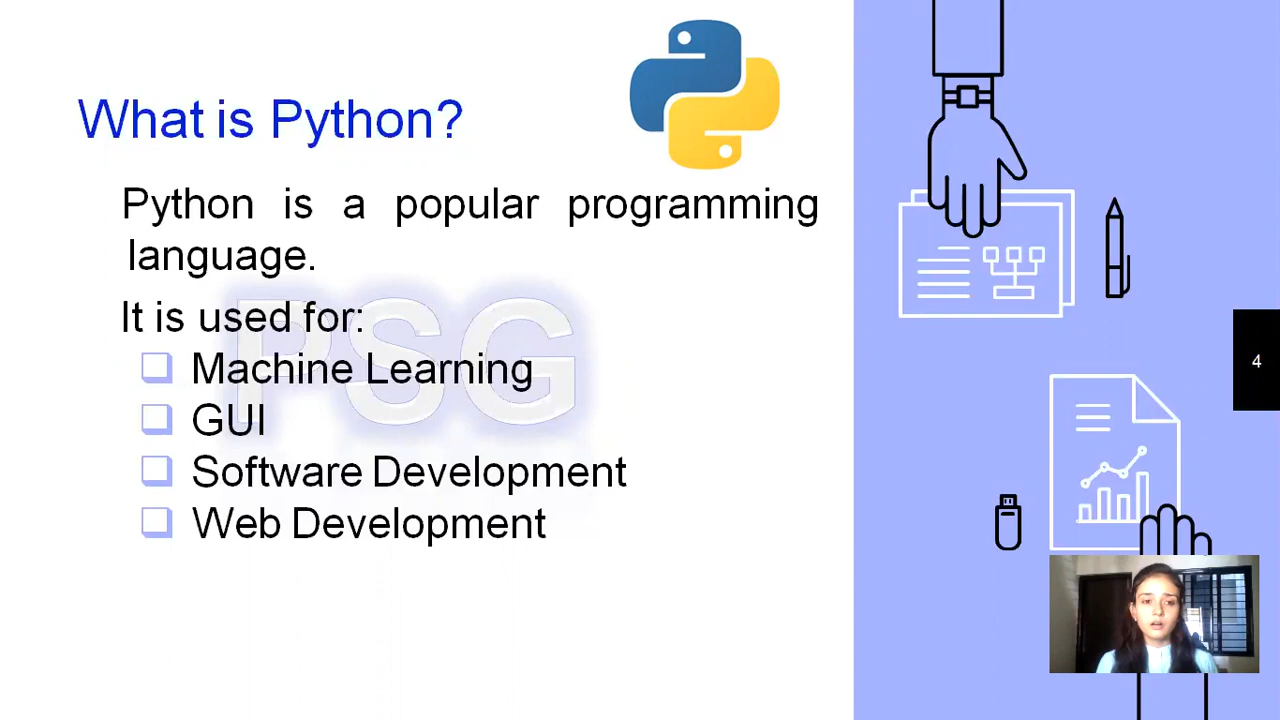 What is Python?
Python is a popular programming
language.
It is used for:
Machine Learning
GUI
Software Development
Web Development
PSG
4